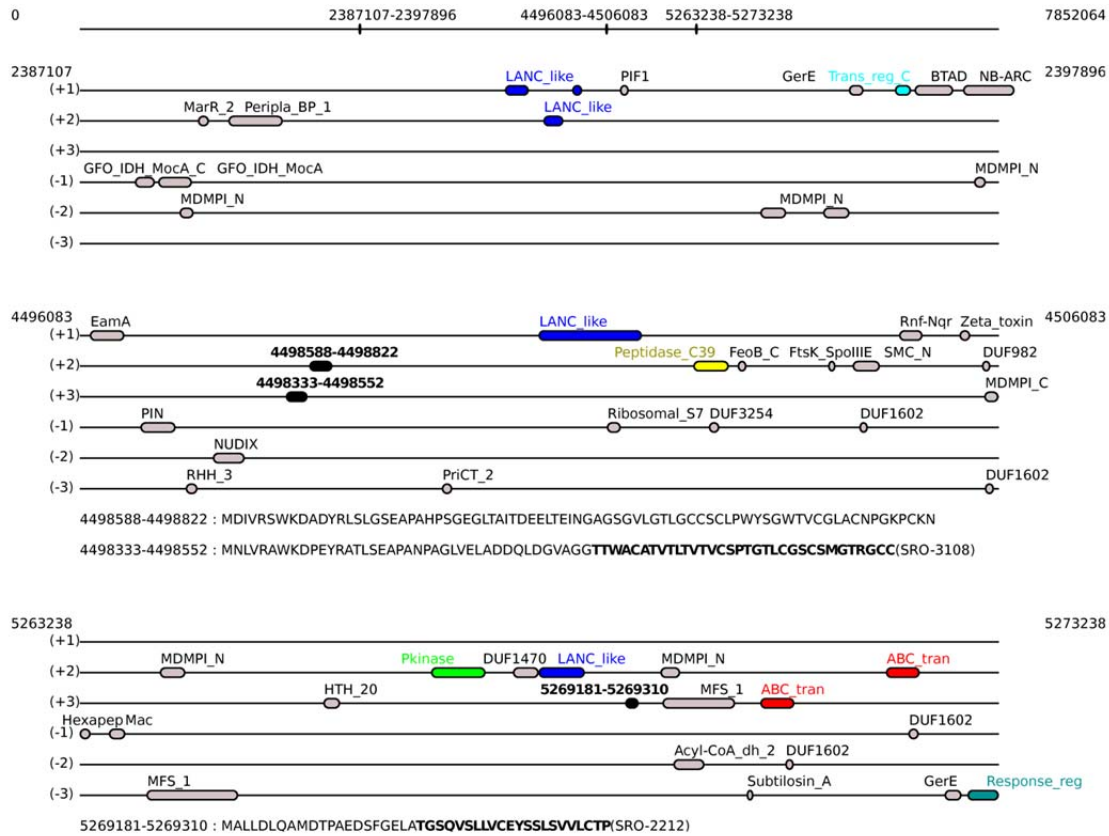 0 2387107-2397896 4496083-4506083 5263238-5273238 7852064
2387107 2397896
(+1) LANC_like PIF1 GerE Trans_reg_C BTAD NB-ARC
(+2) MarR_2 Peripla_BP_1 LANC_like
(+3)
(-1) GFO_IDH_MocA_C GFO_IDH_MocA MDMPI_N
(-2) MDMPI_N MDMPI_N
(-3)
4496083 4506083
(+1) EamA LANC_like Rnf-Nqr Zeta_toxin
(+2) 4498588-4498822 Peptidase_C39 FeoB_C FtsK_SpoIIIE SMC_N DUF982
(+3) 4498333-4498552 MDMPI_C
(-1) PIN Ribosomal_S7 DUF3254 DUF1602
(-2) NUDIX
(-3) RHH_3 PriCT_2 DUF1602
4498588-4498822 : MDIVRSWKDADYRLSLGSEAPAHPSGEGLTAITDEELTEINGAGSGVLGTLGCCSCLPWYSGWTVCGLACNPGKPCKN
4498333-4498552 : MNLVRAWKDPEYRATLSEAPANPAGLVELADDQLDGVAGGTTWACATVTLTVTVCSPTGTLCGSCSMGTRGCC(SRO-3108)
5263238 5273238
(+1)
(+2) MDMPI_N Pkinase DUF1470 LANC_like MDMPI_N ABC_tran
(+3) HTH_20 5269181-5269310 MFS_1 ABC_tran
(-1) Hexapep Mac DUF1602
(-2) Acyl-CoA_dh_2 DUF1602
(-3) MFS_1 Subtilosin_A GerE Response_reg
5269181-5269310 : MALLDLQAMDTPAEDSFGELATGSQVSLLVCEYSSLSVVLCTP(SRO-2212)